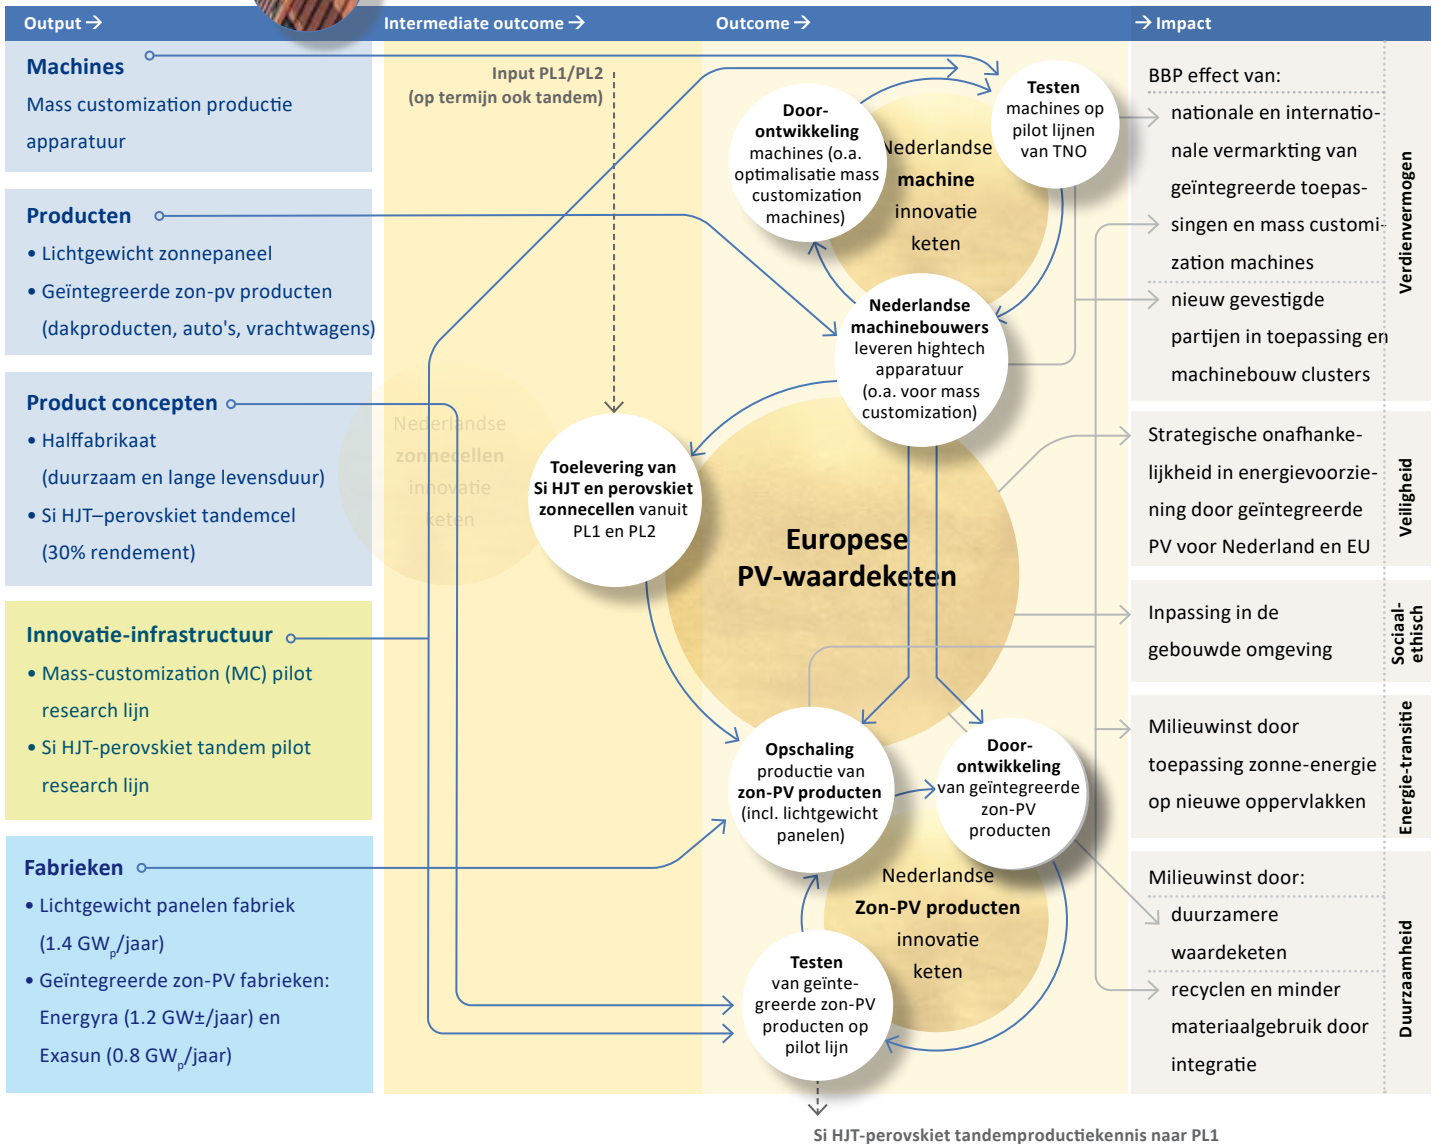 Output →
Intermediate outcome →
Outcome →
→ Impact
Machines
Mass customization productie
apparatuur
Producten
• Lichtgewicht zonnepaneel
• Geïntegreerde zon-pv producten
(dakproducten, auto's, vrachtwagens)
Product concepten
• Halffabrikaat
(duurzaam en lange levensduur)
• Si HJT–perovskiet tandemcel
(30% rendement)
Innovatie-infrastructuur
• Mass-customization (MC) pilot
research lijn
• Si HJT-perovskiet tandem pilot
research lijn
Fabrieken
• Lichtgewicht panelen fabriek
(1.4 GWp/jaar)
• Geïntegreerde zon-PV fabrieken:
Energyra (1.2 GW±/jaar) en
Exasun (0.8 GWp/jaar)
Input PL1/PL2
(op termijn ook tandem)
Nederlandse
zonnecellen
innovatie
keten
Toelevering van
Si HJT en perovskiet
zonnecellen vanuit
PL1 en PL2
Door-
ontwikkeling
machines (o.a.
optimalisatie mass
customization
machines)
Nederlandse
machine
innovatie
keten
Testen
machines op
pilot lijnen
van TNO
Nederlandse
machinebouwers
leveren hightech
apparatuur
(o.a. voor mass
customization)
Europese
PV-waardeketen
Opschaling
productie van
zon-PV producten
(incl. lichtgewicht
panelen)
Door-
ontwikkeling
van geïntegreerde
zon-PV
producten
Nederlandse
Zon-PV producten
innovatie
keten
Testen
van geïnte-
greerde zon-PV
producten op
pilot lijn
Si HJT-perovskiet tandemproductiekennis naar PL1
BBP effect van:
nationale en internatio-
nale vermarkting van
geïntegreerde toepas-
singen en mass customi-
zation machines
nieuw gevestigde
partijen in toepassing en
machinebouw clusters
Verdienvermogen
Strategische onafhanke-
lijkheid in energievoorzie-
ning door geïntegreerde
PV voor Nederland en EU
Veiligheid
Inpassing in de
gebouwde omgeving
Sociaal-
ethisch
Milieuwinst door
toepassing zonne-energie
op nieuwe oppervlakken
Energie-transitie
Milieuwinst door:
duurzamere
waardeketen
recyclen en minder
materiaalgebruik door
integratie
Duurzaamheid